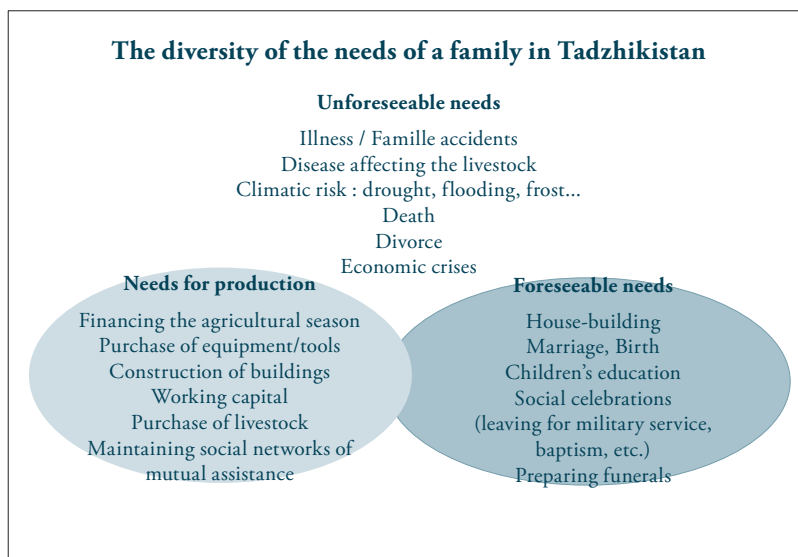 The diversity of the needs of a family in Tadzhikistan
Unforeseeable needs
Illness / Famille accidents
Disease affecting the livestock
Climatic risk : drought, flooding, frost...
Death
Divorce
Economic crises
Needs for production
Financing the agricultural season
Purchase of equipment/tools
Construction of buildings
Working capital
Purchase of livestock
Maintaining social networks of
mutual assistance
Foreseeable needs
House-building
Marriage, Birth
Children’s education
Social celebrations
(leaving for military service,
baptism, etc.)
Preparing funerals